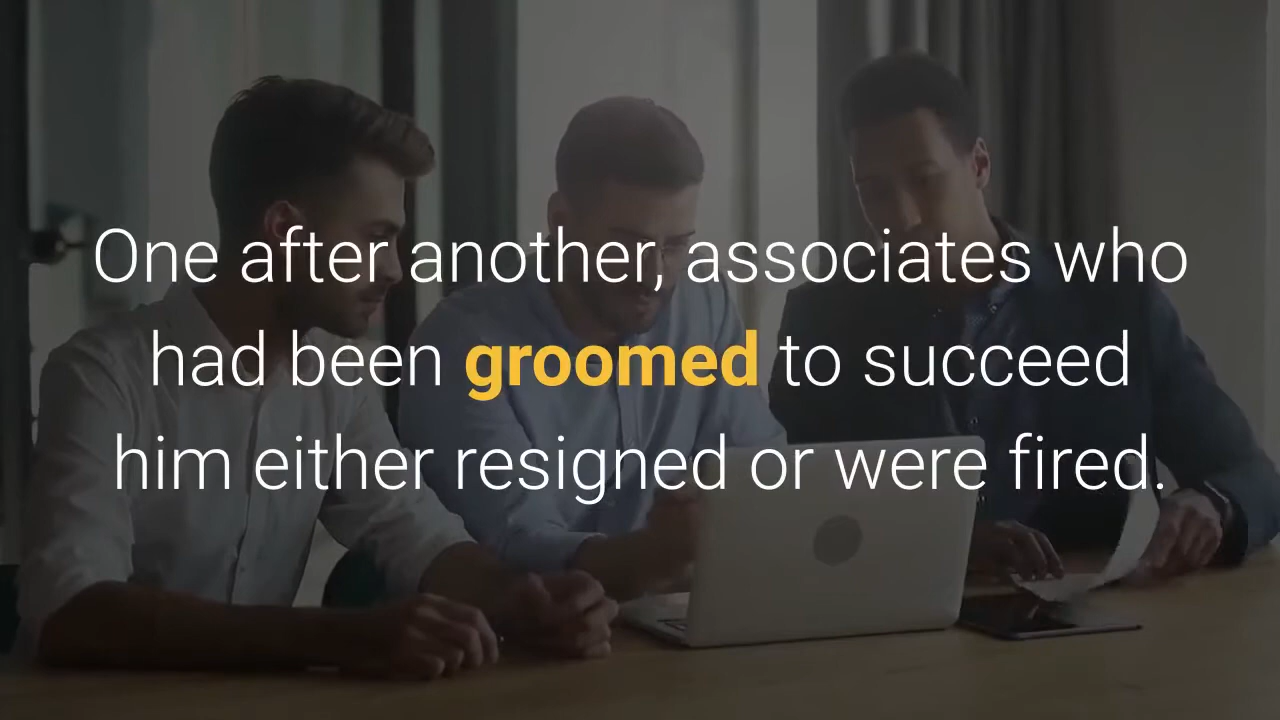 One after another, associates who
had been groomed to succeed
him either resigned or were fired.